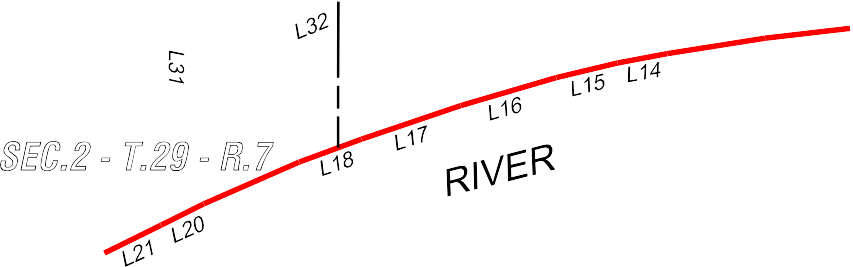 L32
L31
L14
L15
L16
L17
SEC.2 - T.29 - R.7
L18
RIVER
L20
L21